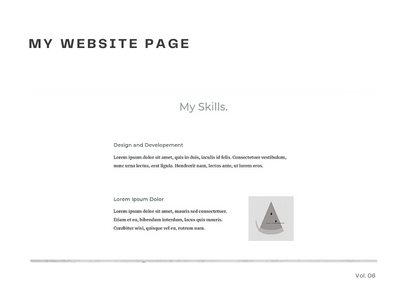 MY WEBSITE PAGE
My Skills.
Design and Developement
Lorem ipsum dolor sit amet, quis in duis, iaculis id felis. Consectetuer vestibulum,
nunc urna lectus, erat ligula. Hendrerit nam, lectus ante, ut lorem eros.
Lorem Ipsum Dolor
Lorem ipsum dolor sit amet, mauris sed consectetuer.
Etiam et eu, bibendum interdum, lacus quis mauris.
Curabitur wisi, quisque vel eu, rutrum nam.
Vol. 06